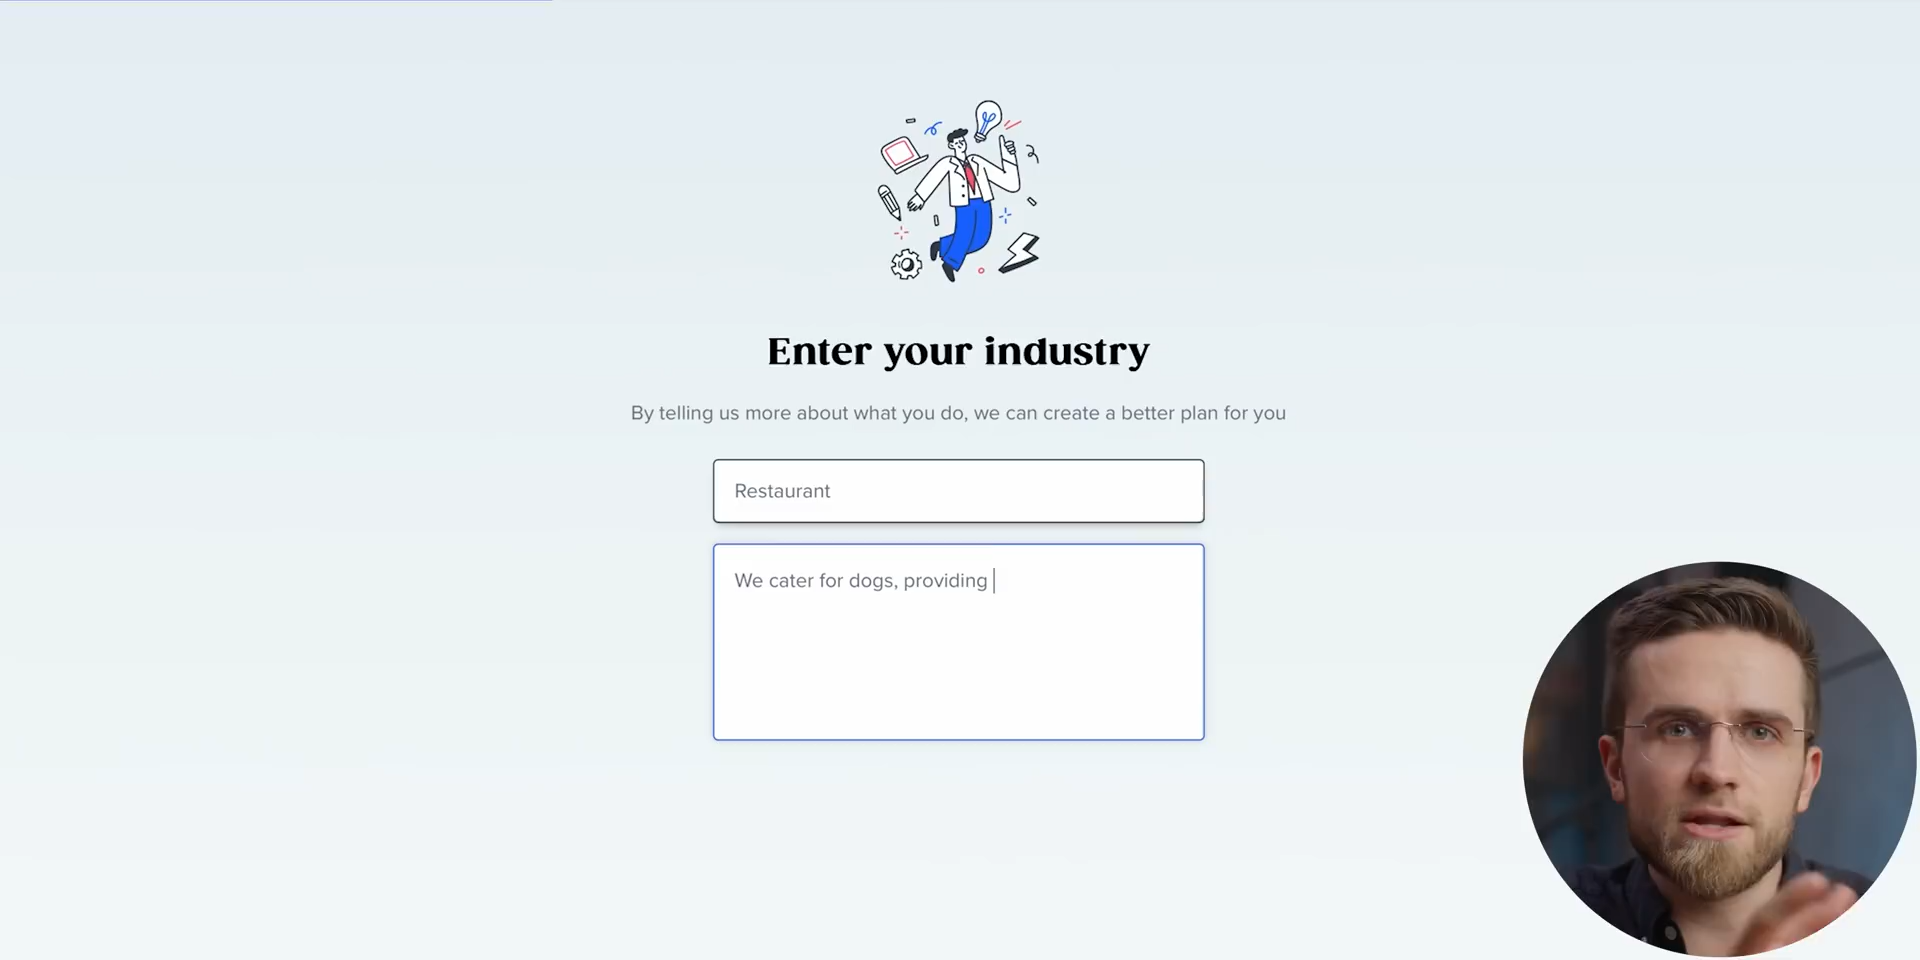 Enter your industry
By telling us more about what you do, we can create a better plan for you
Restaurant
We cater for dogs, providing